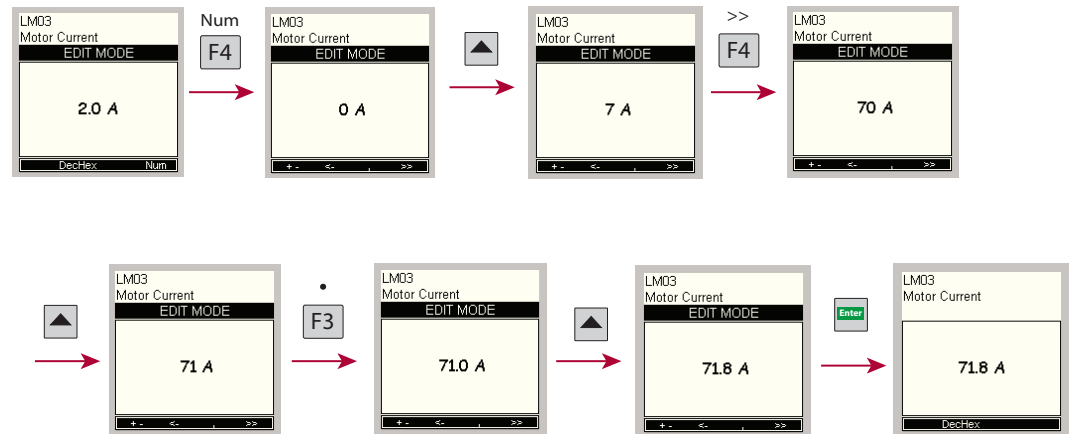 LM03
Motor Current
EDIT MODE
2.0 A
DecHex Num
Num
F4
LM03
Motor Current
EDIT MODE
0 A
+ - <- , >>
LM03
Motor Current
EDIT MODE
7 A
+ - <- , >>
>>
F4
LM03
Motor Current
EDIT MODE
70 A
+ - <- , >>
LM03
Motor Current
EDIT MODE
71 A
+ - <- , >>
•
F3
LM03
Motor Current
EDIT MODE
71.0 A
+ - <- , >>
LM03
Motor Current
EDIT MODE
71.8 A
+ - <- , >>
Enter
LM03
Motor Current
71.8 A
DecHex